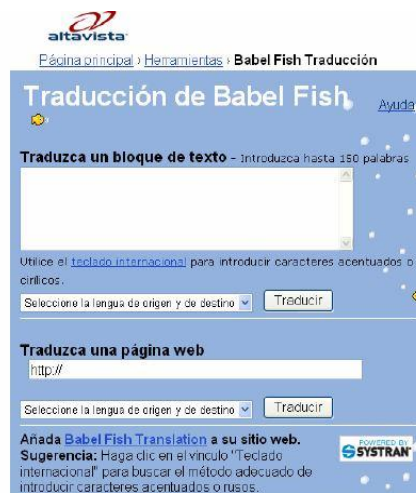 altavista
Página principal › Herramientas › Babel Fish Traducción
Traducción de Babel Fish
Ayuda
Traduzca un bloque de texto - Introduzca hasta 150 palabras
Utilice el teclado internacional para introducir caracteres acentuados o
cirílicos.
Seleccione la lengua de origen y de destino Traducir
Traduzca una página web
http://
Seleccione la lengua de origen y de destino Traducir
Añada Babel Fish Translation a su sitio web.
POWERED BY
SYSTRAN
Sugerencia: Haga clic en el vínculo "Teclado
internacional" para buscar el método adecuado de
introducir caracteres acentuados o rusos.